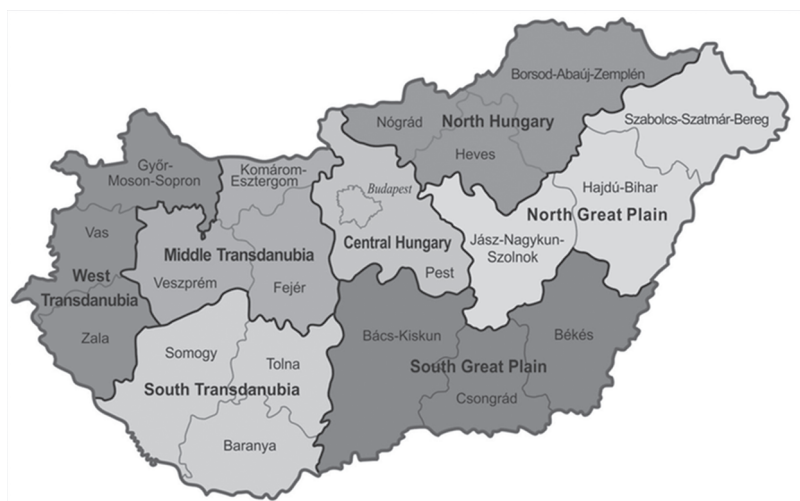 Borsod-Abaúj-Zemplén
Nógrád
North Hungary
Szabolcs-Szatmár-Bereg
Heves
Győr-
Moson-Sopron
Komárom-
Esztergom
Budapest
Hajdú-Bihar
North Great Plain
Vas
Middle Transdanubia
Central Hungary
Jász-Nagykun-
Szolnok
West
Transdanubia
Veszprém
Fejér
Pest
Zala
Bács-Kiskun
Békés
Somogy
Tolna
South Great Plain
South Transdanubia
Csongrád
Baranya